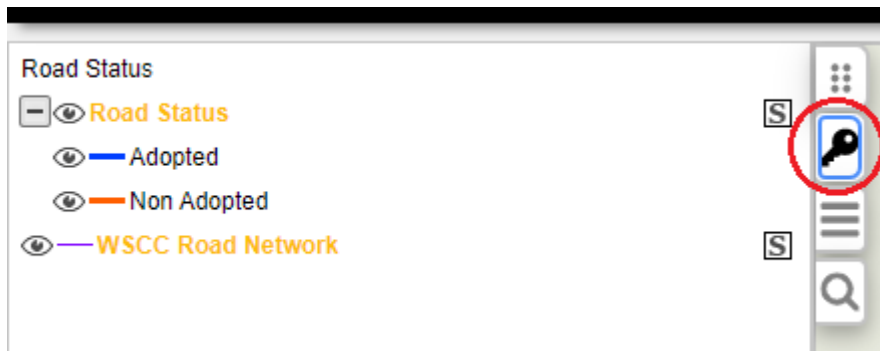 Road Status
Road Status S
Adopted
Non Adopted
WSCC Road Network S